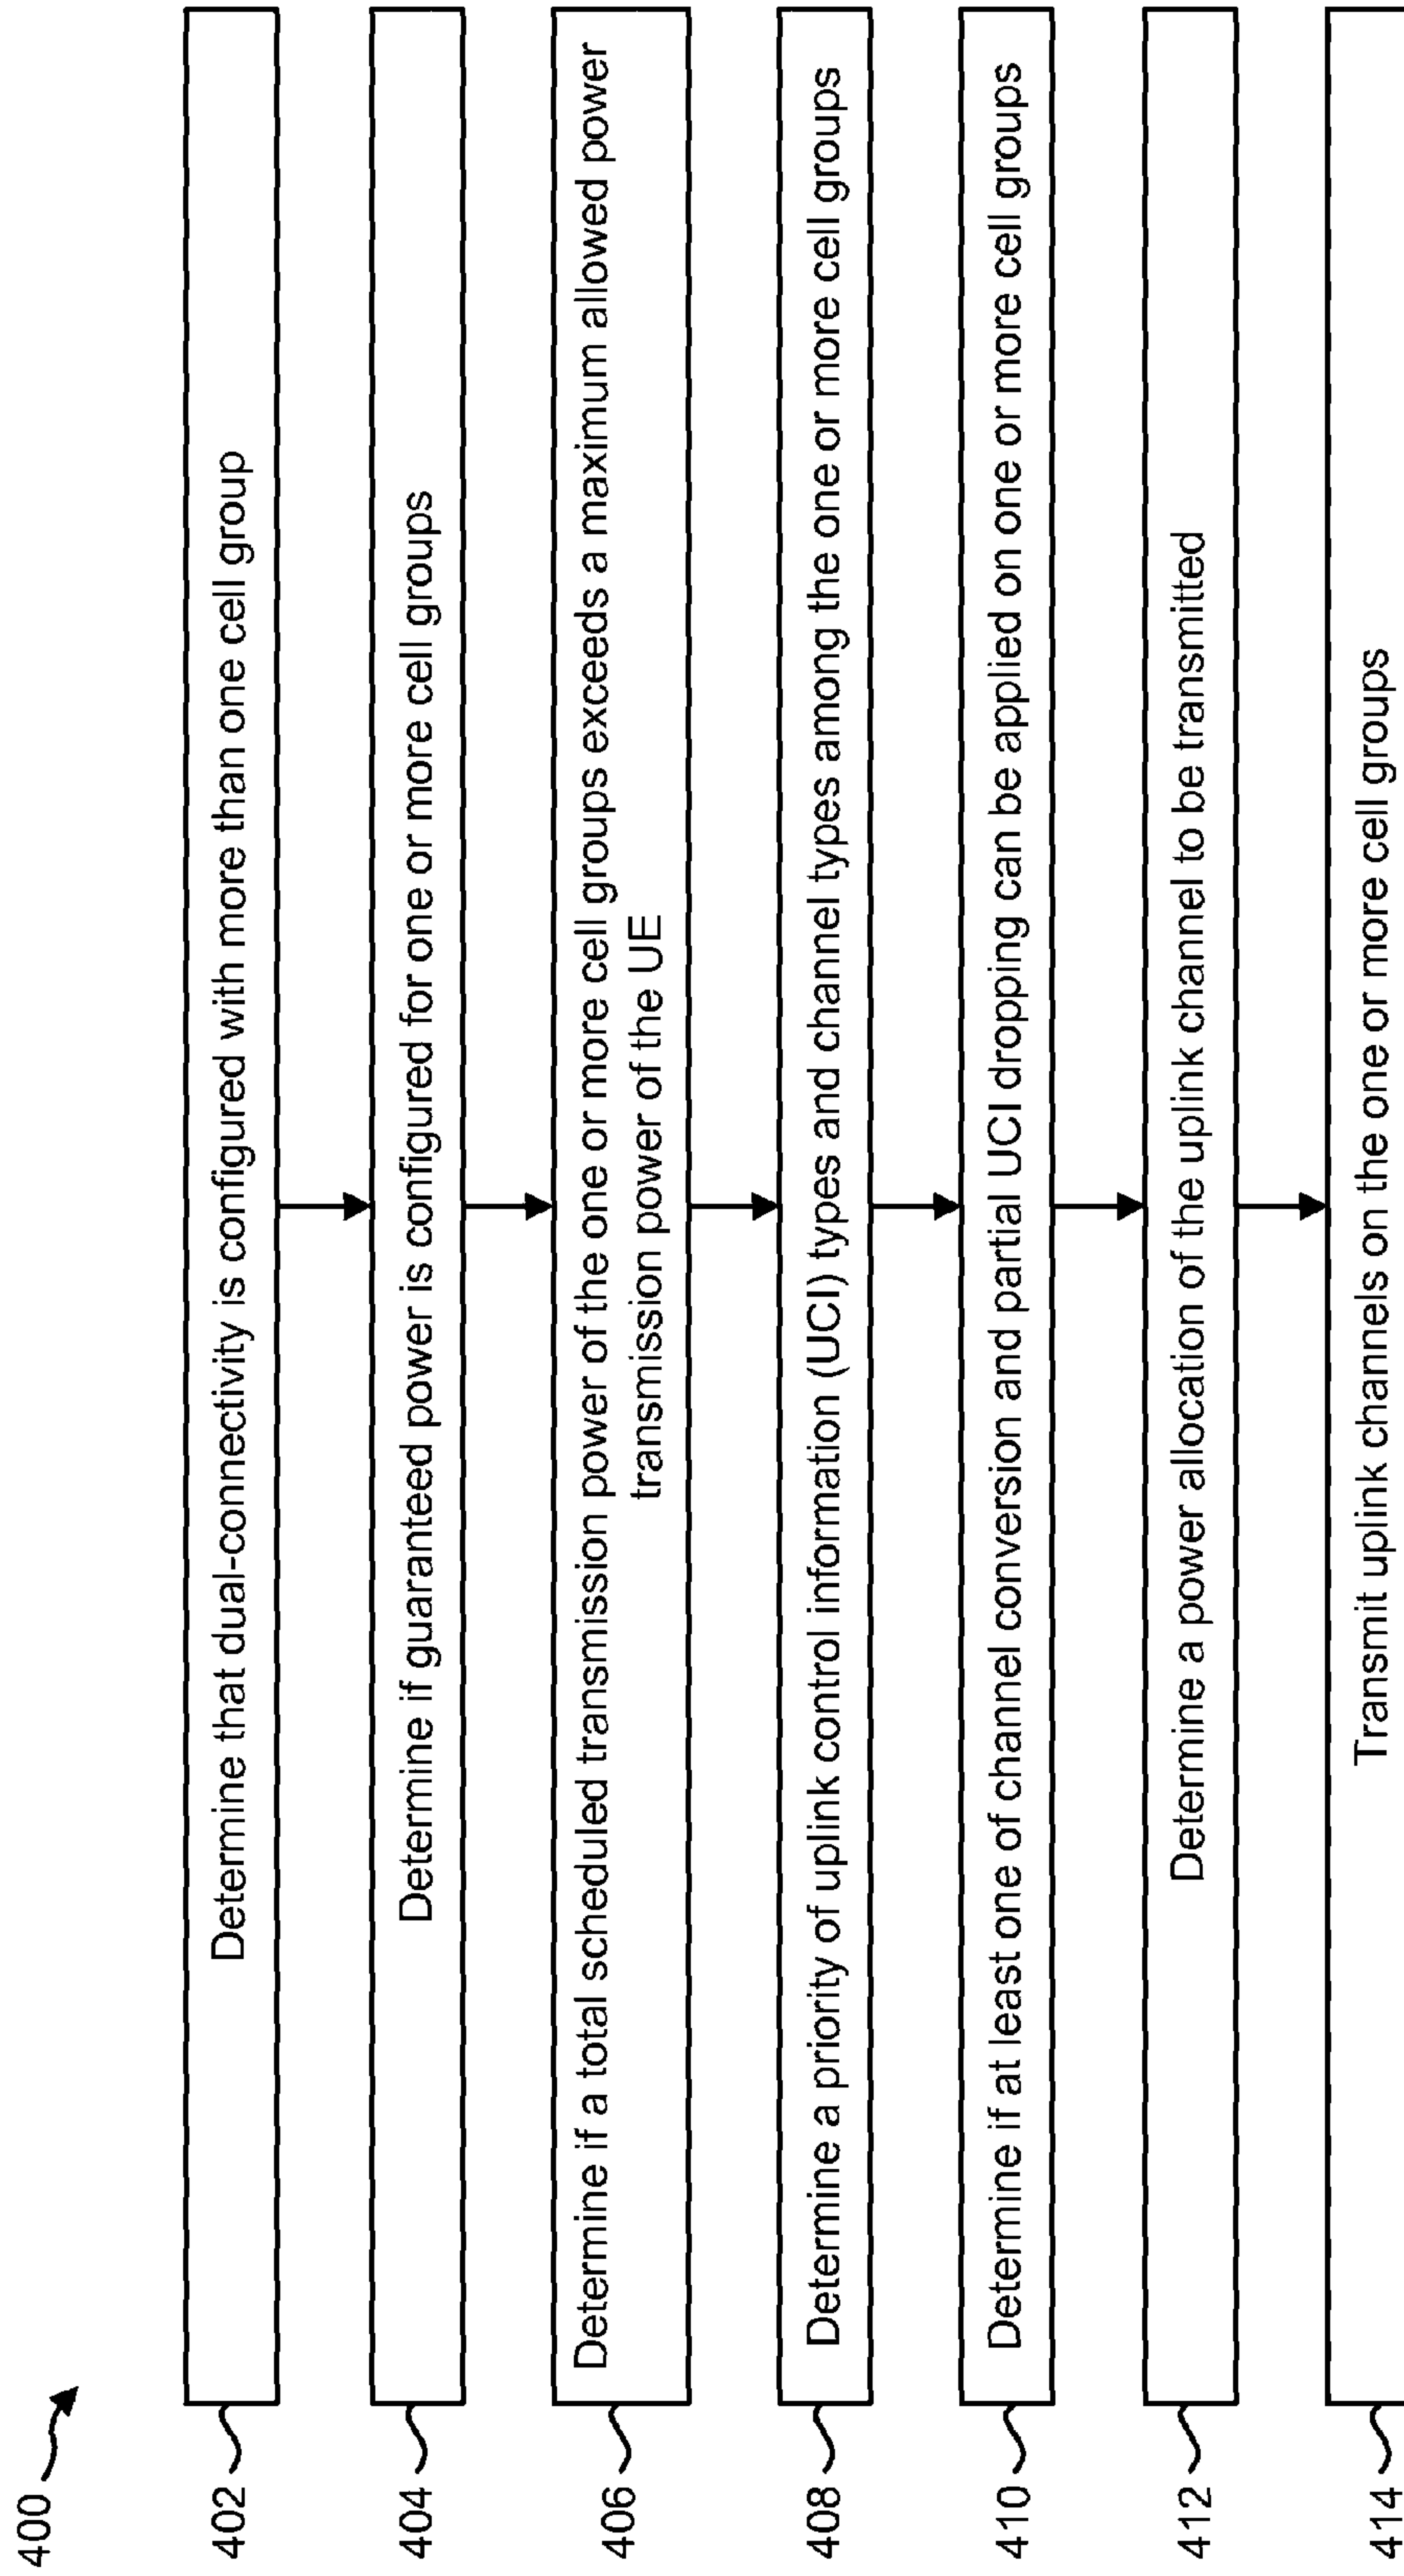 400
402
Determine that dual-connectivity is configured with more than one cell group
404
Determine if guaranteed power is configured for one or more cell groups
406
Determine if a total scheduled transmission power of the one or more cell groups exceeds a maximum allowed power
transmission power of the UE
408
Determine a priority of uplink control information (UCI) types and channel types among the one or more cell groups
410
Determine if at least one of channel conversion and partial UCI dropping can be applied on one or more cell groups
412
Determine a power allocation of the uplink channel to be transmitted
414
Transmit uplink channels on the one or more cell groups